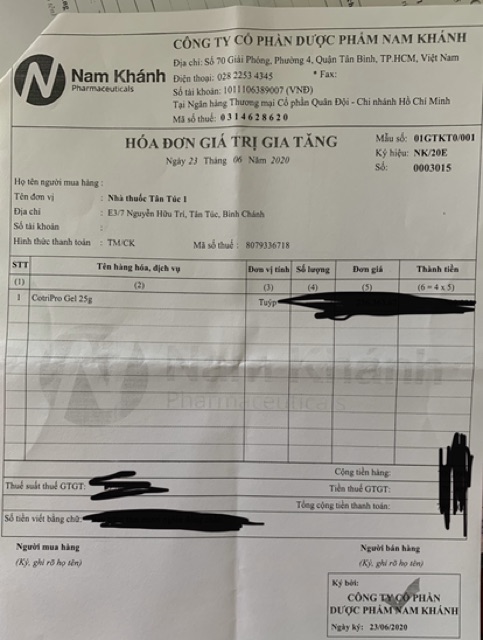 CÔNG TY CỔ PHẦN DƯỢC PHẨM NAM KHÁNH
Nam Khánh
Pharmaceuticals
Địa chỉ: Số 70 Giải Phóng, Phường 4, Quận Tân Bình, TP.HCM, Việt Nam
Điện thoại: 028 2253 4345 * Fax:
Số tài khoản: 1011106389007 (VNĐ)
Tại Ngân hàng Thương mại Cổ phần Quân Đội - Chi nhánh Hồ Chí Minh
Mã số thuế: 0314628620
HÓA ĐƠN GIÁ TRỊ GIA TĂNG
Ngày 23 Tháng 06 Năm 2020
Mẫu số: 01GTKT0/001
Ký hiệu: NK/20E
Số: 0003015
Họ tên người mua hàng :
Tên đơn vị : Nhà thuốc Tân Túc 1
Địa chỉ : E3/7 Nguyễn Hữu Trí, Tân Túc, Bình Chánh
Số tài khoản :
Hình thức thanh toán : TM/CK Mã số thuế : 8079336718
STT Tên hàng hóa, dịch vụ Đơn vị tính Số lượng Đơn giá Thành tiền
(1) (2) (3) (4) (5) (6 = 4 x 5)
1 CotriPro Gel 25g Tuýp
Nam Khánh
Pharmaceuticals
Cộng tiền hàng:
Thuế suất thuế GTGT: Tiền thuế GTGT:
Tổng cộng tiền thanh toán:
Số tiền viết bằng chữ:
Người mua hàng Người bán hàng
(Ký, ghi rõ họ tên) (Ký, ghi rõ họ tên)
Ký bởi:
CÔNG TY CỔ PHẦN
DƯỢC PHẨM NAM KHÁNH
Ngày ký: 23/06/2020